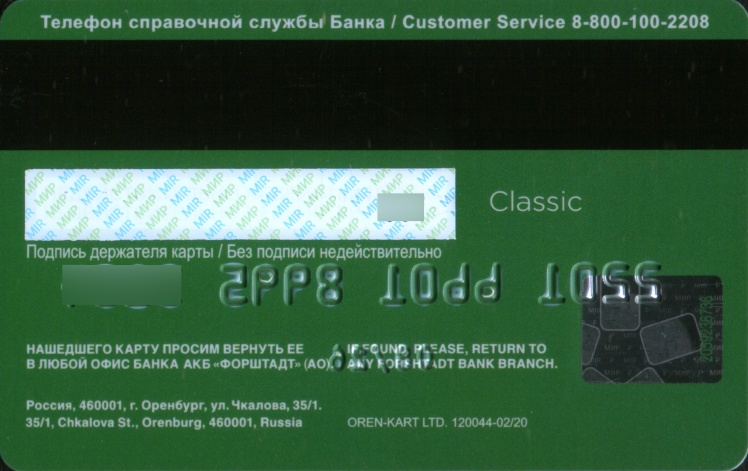 Телефон справочной службы Банка / Customer Service 8-800-100-2208
Classic
Подпись держателя карты / Без подписи недействительно
НАШЕДШЕГО КАРТУ ПРОСИМ ВЕРНУТЬ ЕЕ IF FOUND, PLEASE, RETURN TO
В ЛЮБОЙ ОФИС БАНКА АКБ «ФОРШТАДТ» (АО). ANY FORSHTADT BANK BRANCH.
Россия, 460001, г. Оренбург, ул. Чкалова, 35/1.
35/1, Chkalova St., Orenburg, 460001, Russia OREN-KART LTD. 120044-02/20